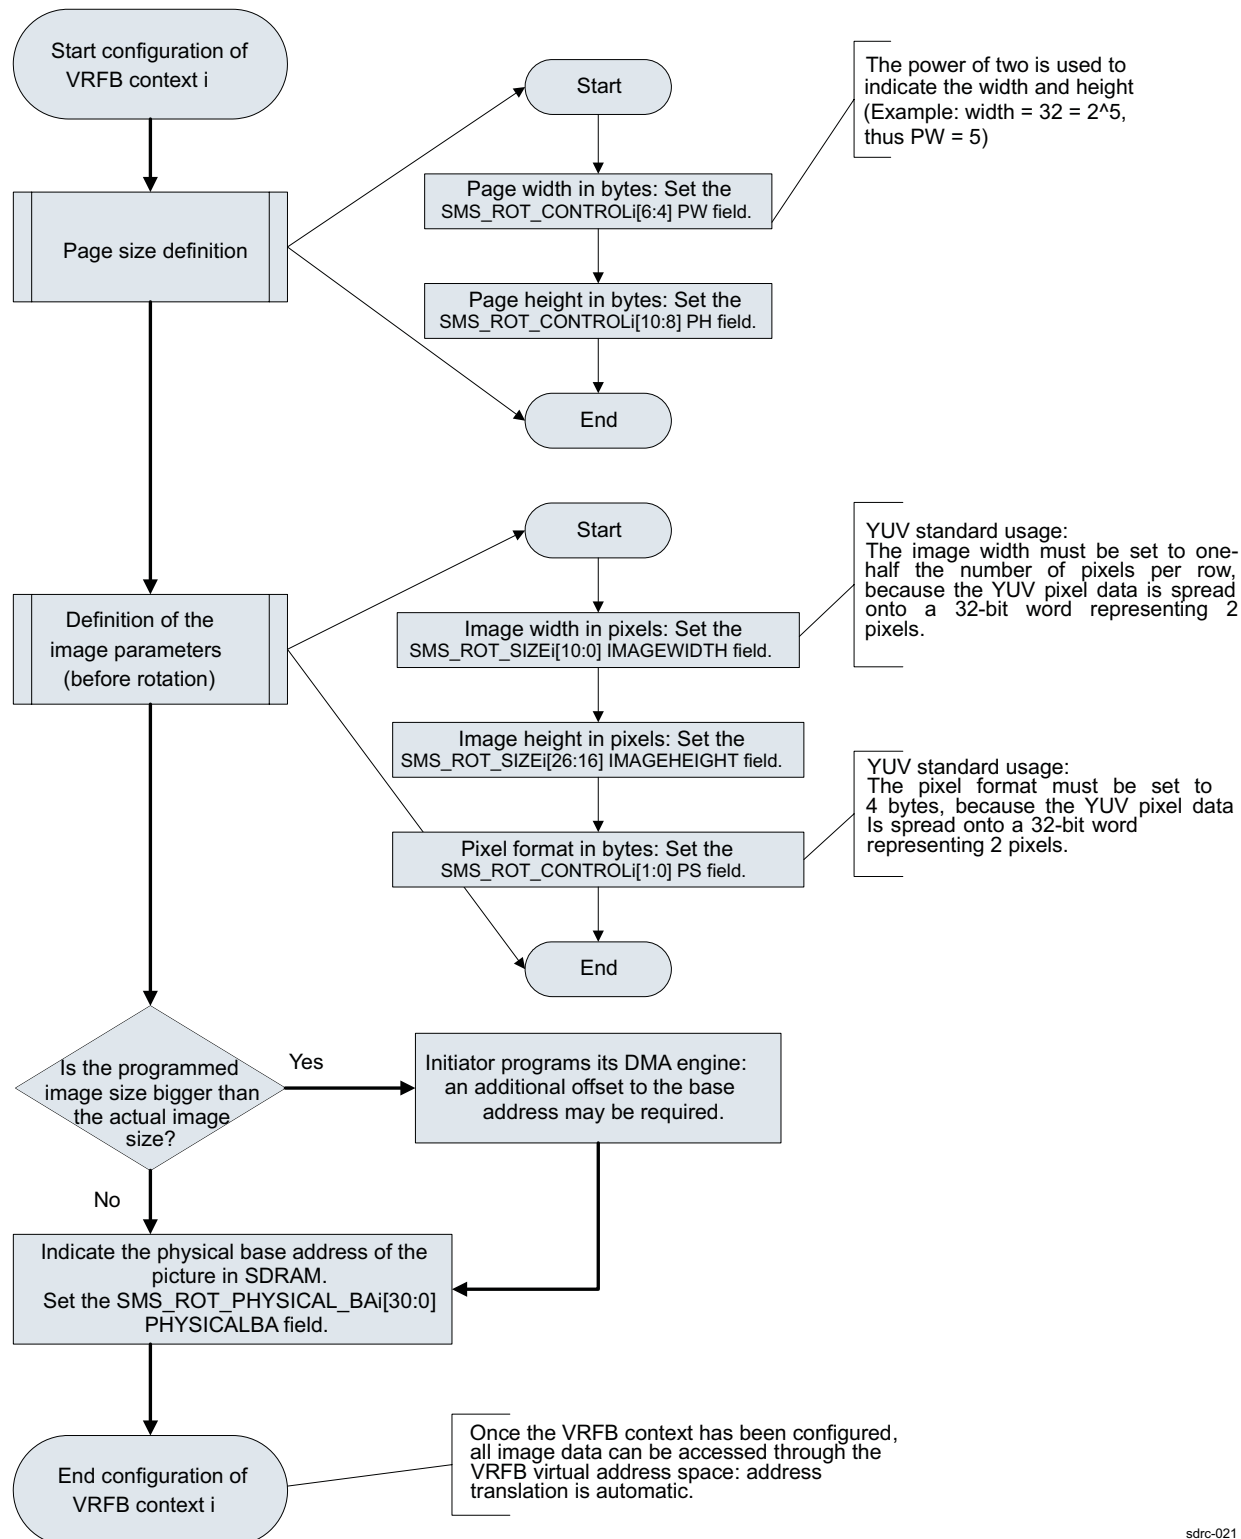 Start configuration of
VRFB context i
Start
The power of two is used to
indicate the width and height
(Example: width = 32 = 2^5,
thus PW = 5)
Page width in bytes: Set the
SMS_ROT_CONTROLi[6:4] PW field.
Page size definition
Page height in bytes: Set the
SMS_ROT_CONTROLi[10:8] PH field.
End
Start
YUV standard usage:
The image width must be set to one-
half the number of pixels per row,
because the YUV pixel data is spread
onto a 32-bit word representing 2
pixels.
Definition of the
image parameters
(before rotation)
Image width in pixels: Set the
SMS_ROT_SIZEi[10:0] IMAGEWIDTH field.
Image height in pixels: Set the
SMS_ROT_SIZEi[26:16] IMAGEHEIGHT field.
YUV standard usage:
The pixel format must be set to
4 bytes, because the YUV pixel data
Is spread onto a 32-bit word
representing 2 pixels.
Pixel format in bytes: Set the
SMS_ROT_CONTROLi[1:0] PS field.
End
Is the programmed
image size bigger than
the actual image
size?
Yes
Initiator programs its DMA engine:
an additional offset to the base
address may be required.
No
Indicate the physical base address of the
picture in SDRAM.
Set the SMS_ROT_PHYSICAL_BAi[30:0]
PHYSICALBA field.
End configuration of
VRFB context i
Once the VRFB context has been configured,
all image data can be accessed through the
VRFB virtual address space: address
translation is automatic.
sdrc-021